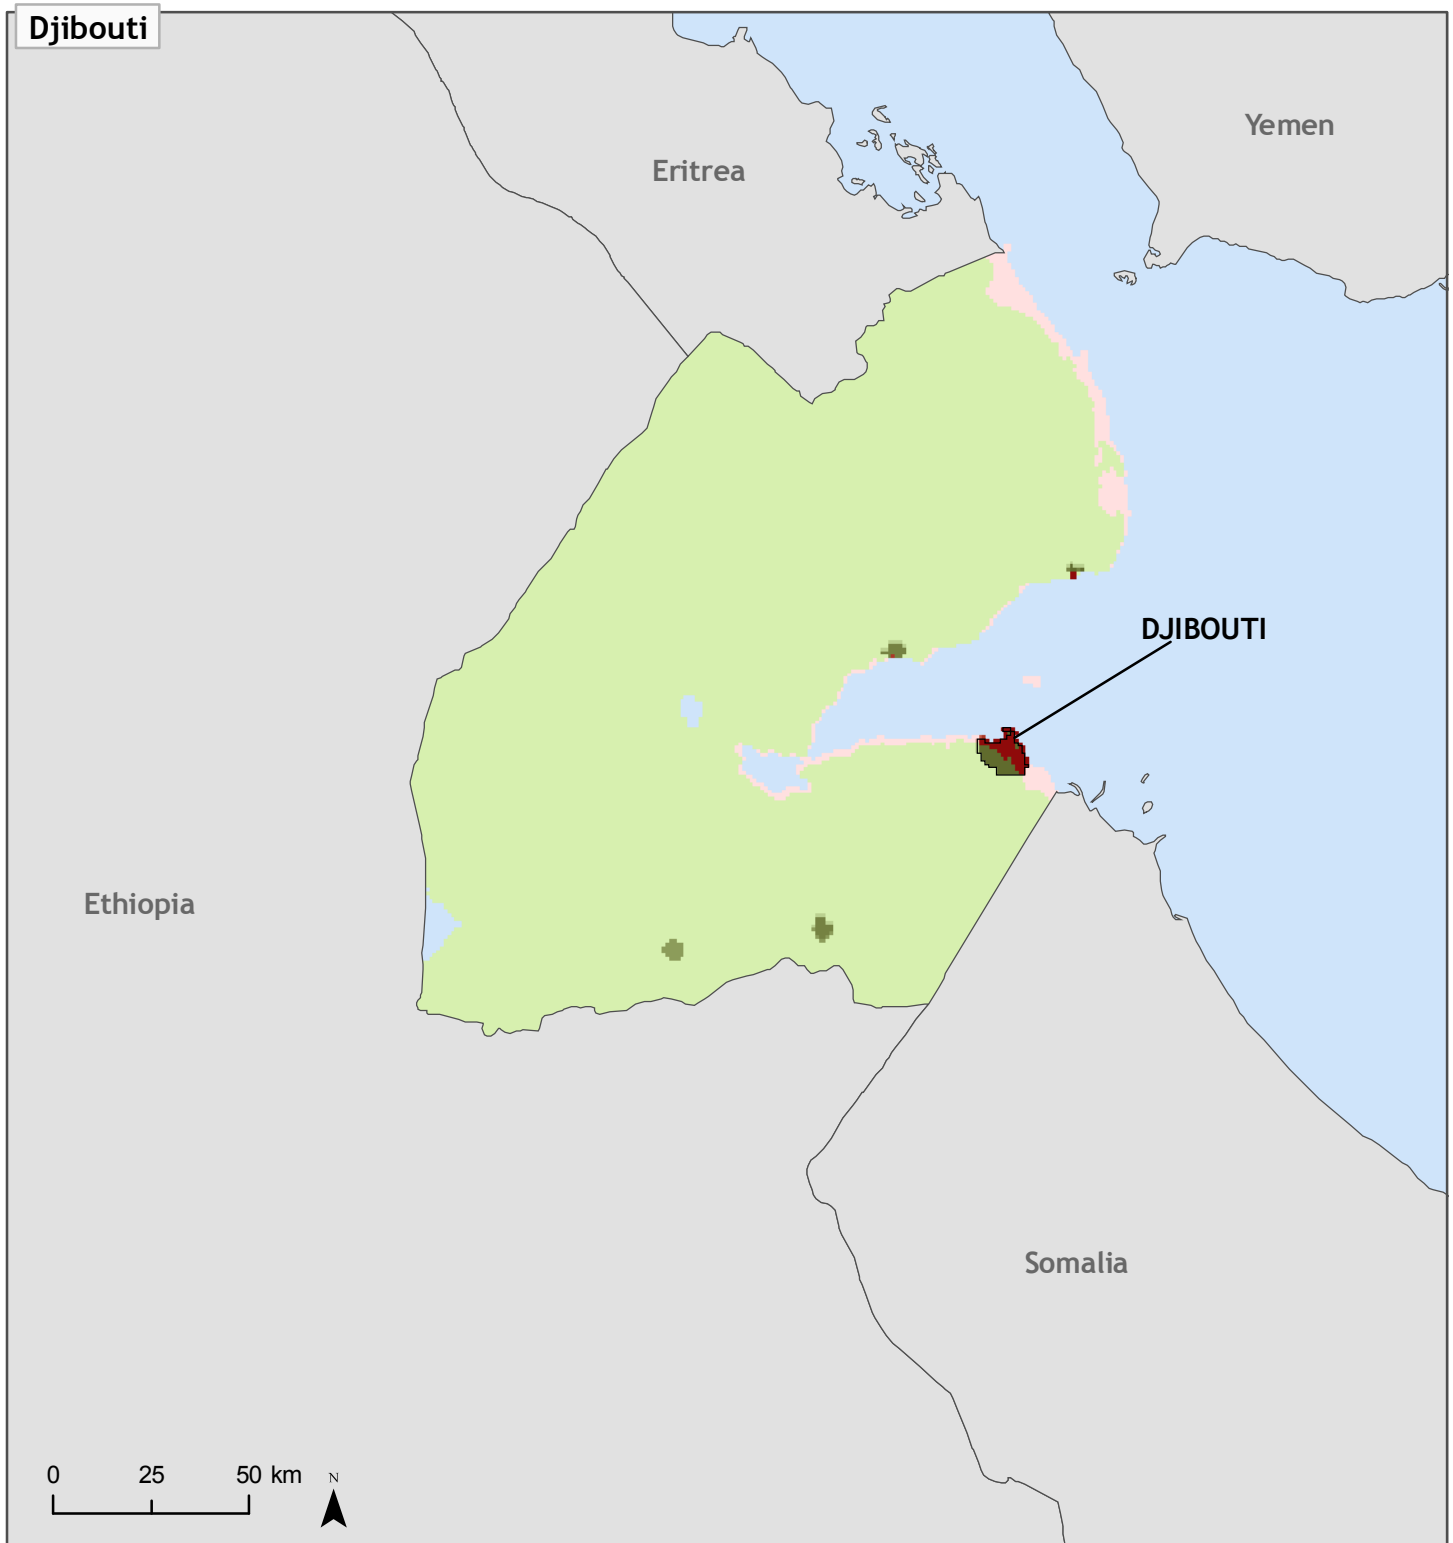 Djibouti
Yemen
Eritrea
DJIBOUTI
Ethiopia
Somalia
0 25 50 km N